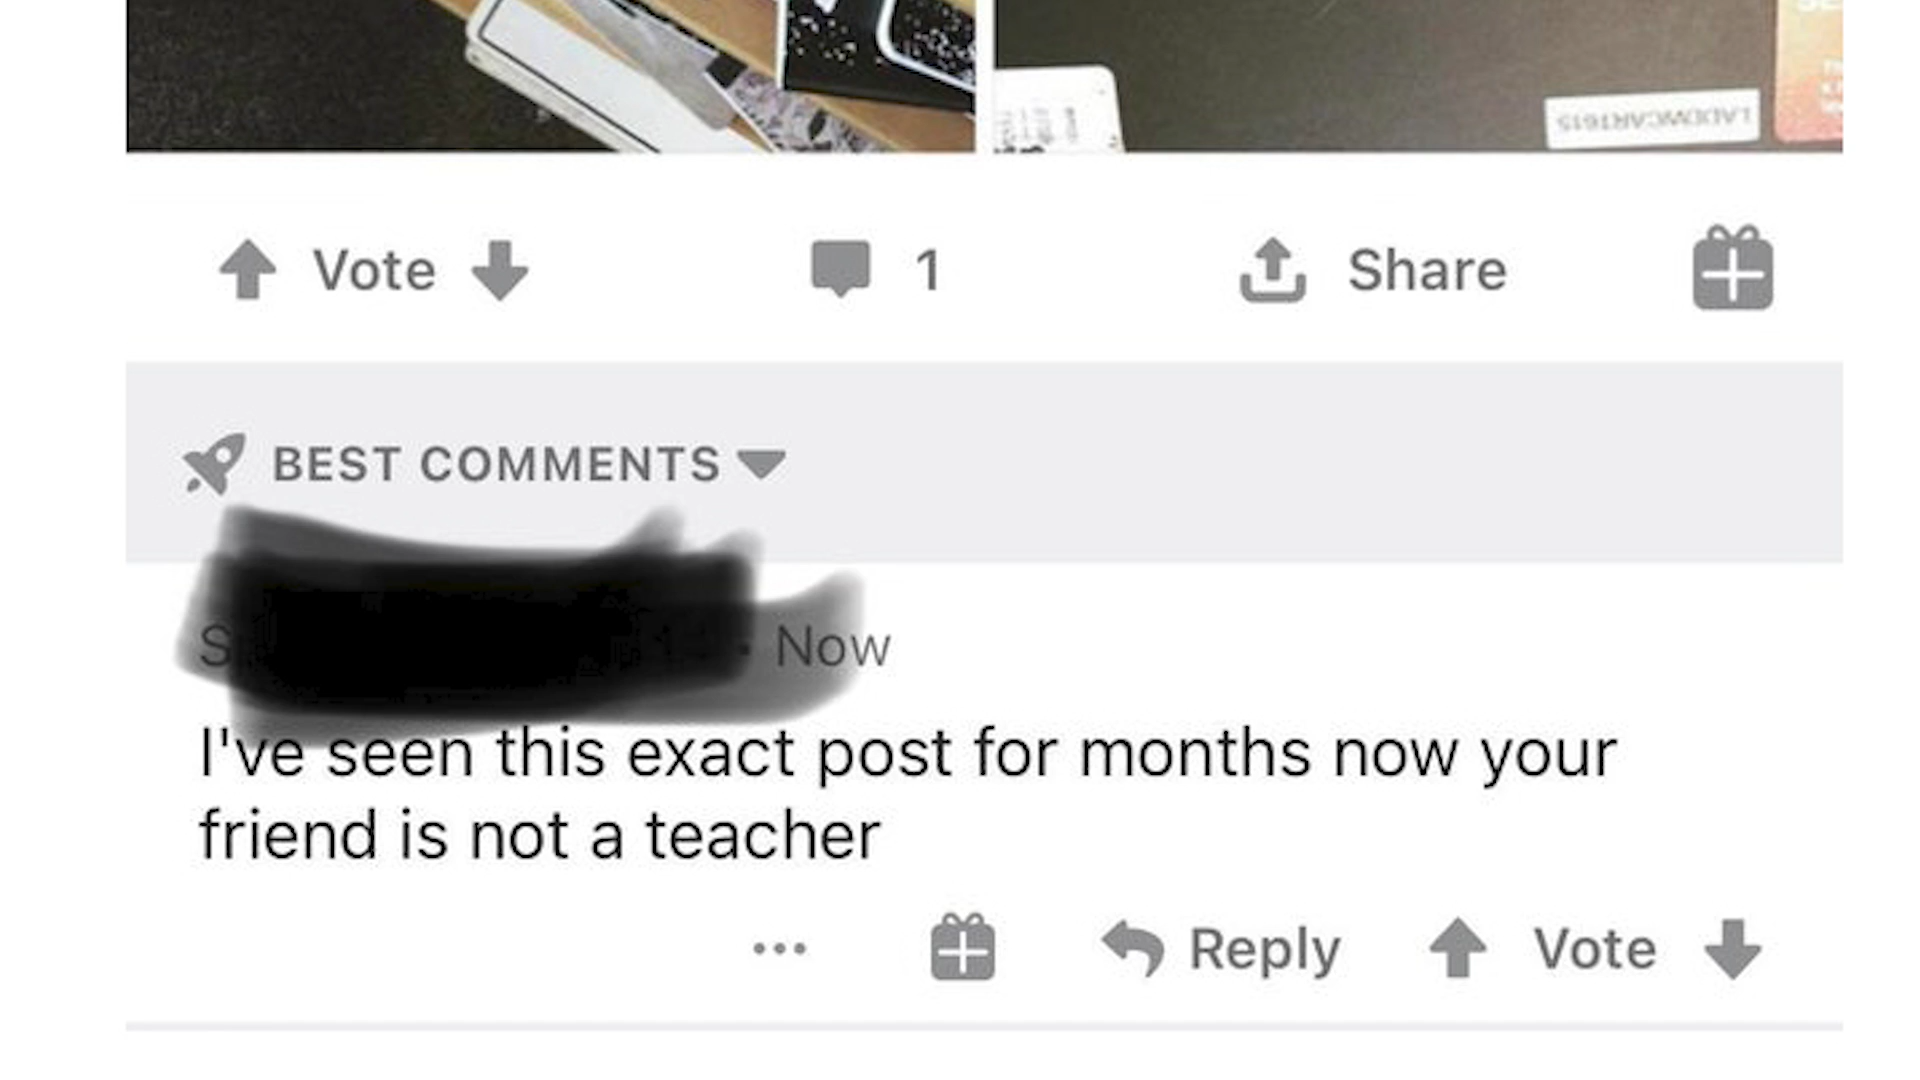 LADDWCART615
Vote
1
Share
BEST COMMENTS
S • Now
I've seen this exact post for months now your
friend is not a teacher
Reply
Vote